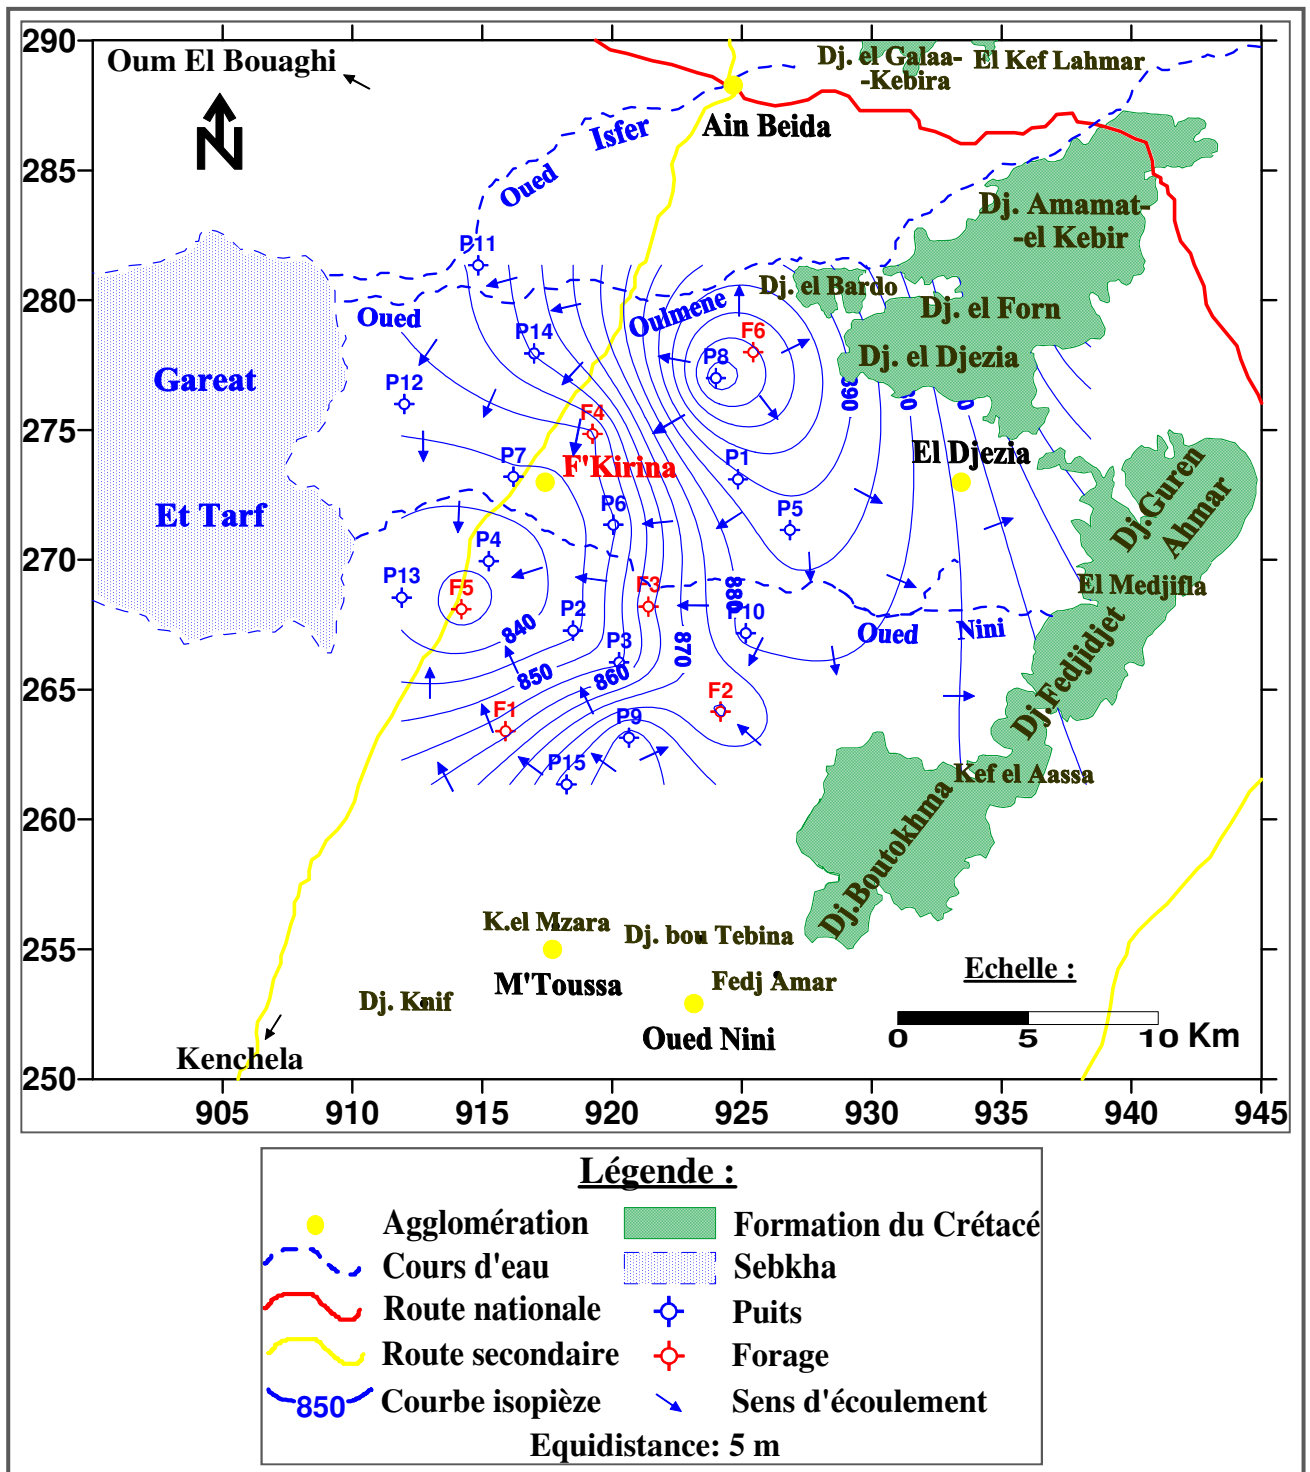 290
Oum El Bouaghi
Dj. el Galaa-
-Kebira
El Kef Lahmar
N
Ain Beida
Oued Isfer
285
Dj. Amamat-
-el Kebir
P11
280
Dj. el Bardo
Oued
Oulmene
Dj. el Forn
P14
F6
P8
Dj. el Djezia
Gareat
P12
390
F4
275
El Djezia
P7
F'Kirina
P1
Dj.Guren
Ahmar
P6
P5
Et Tarf
270
P4
P13
F5
F3
880
El Medjifla
P2
P10
840
Oued Nini
P3
870
850
860
Dj.Fedjidjet
265
F2
F1
P9
P15
Kef el Aassa
260
Dj.Boutokhma
K.el Mzara
Dj. bou Tebina
255
M'Toussa
Fedj Amar
Echelle :
Dj. Knif
Oued Nini
0 5 10 Km
Kenchela
250
905 910 915 920 925 930 935 940 945
Légende :
Agglomération
Formation du Crétacé
Cours d'eau
Sebkha
Route nationale
Puits
Route secondaire
Forage
850
Courbe isopièze
Sens d'écoulement
Equidistance: 5 m